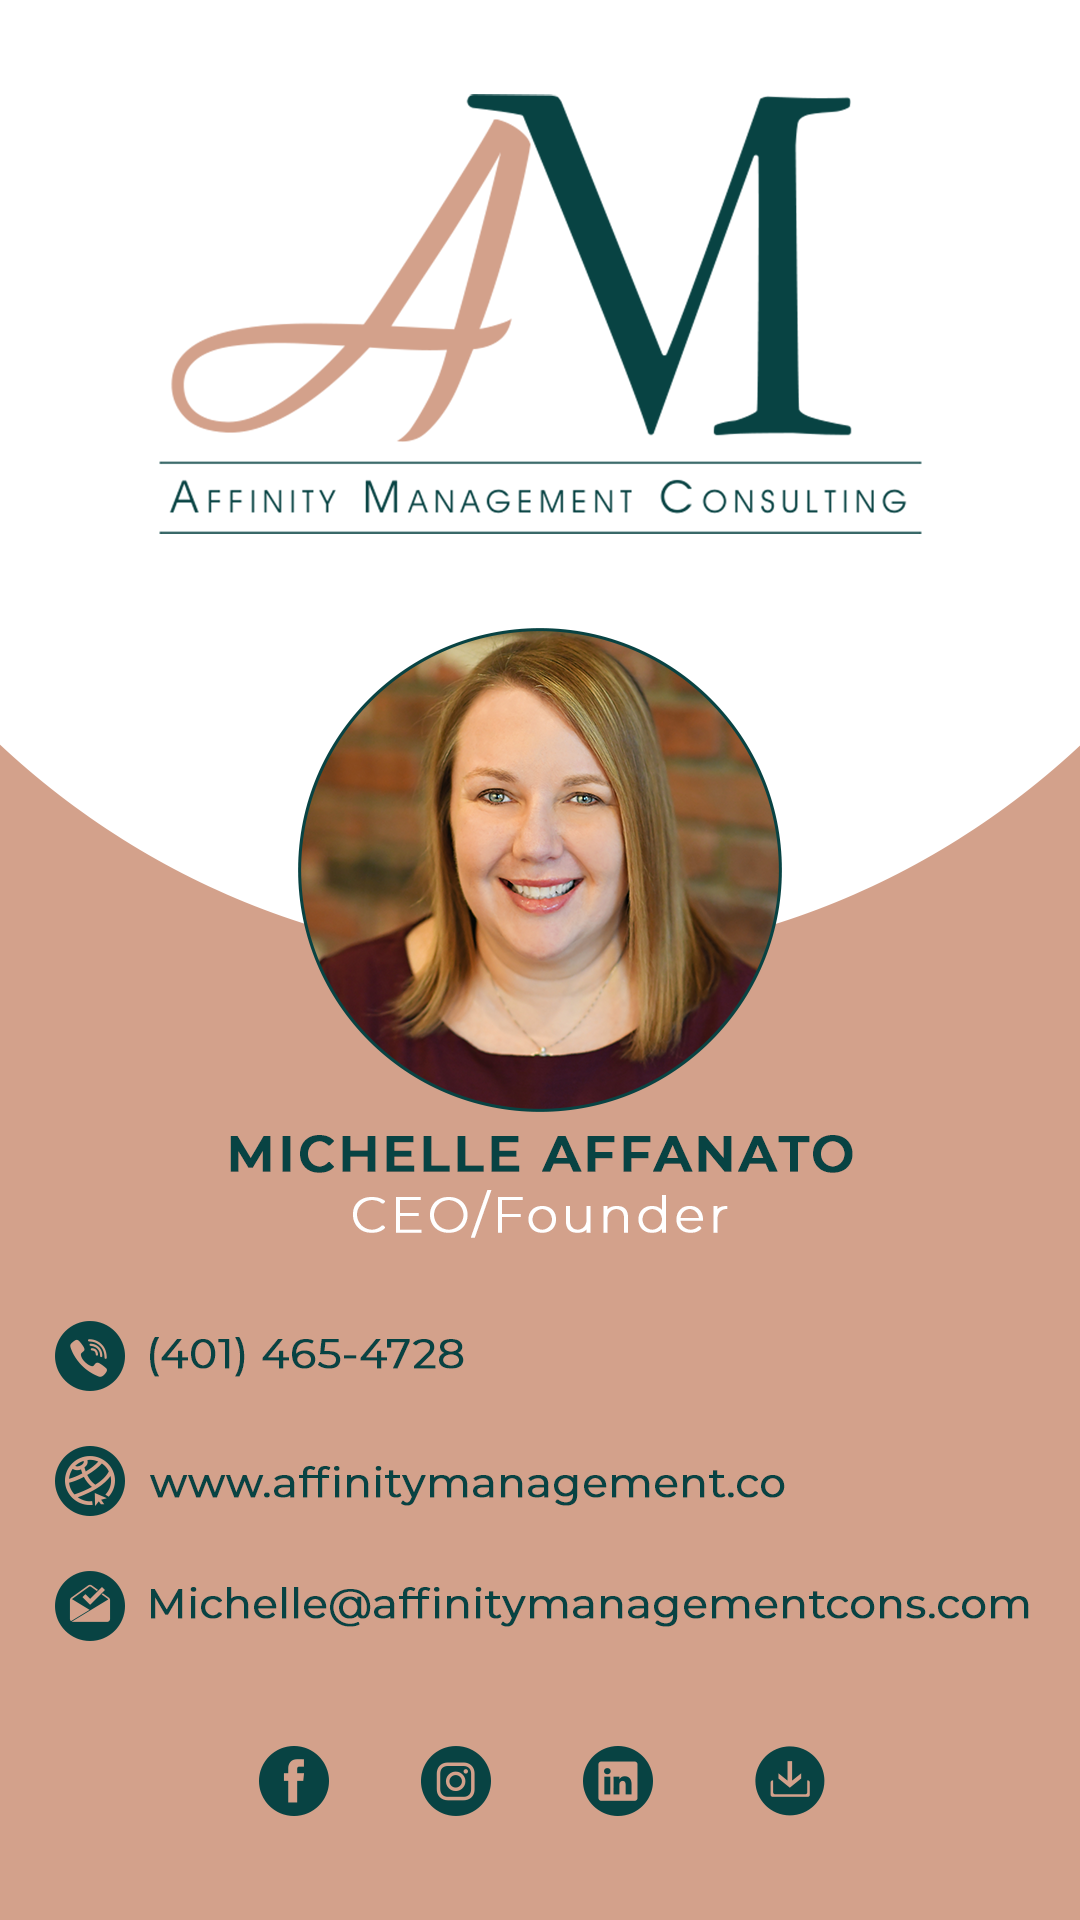 AM
AFFINITY MANAGEMENT CONSULTING
MICHELLE AFFANATO
CEO/Founder
(401) 465-4728
www.affinitymanagement.co
Michelle@affinitymanagementcons.com